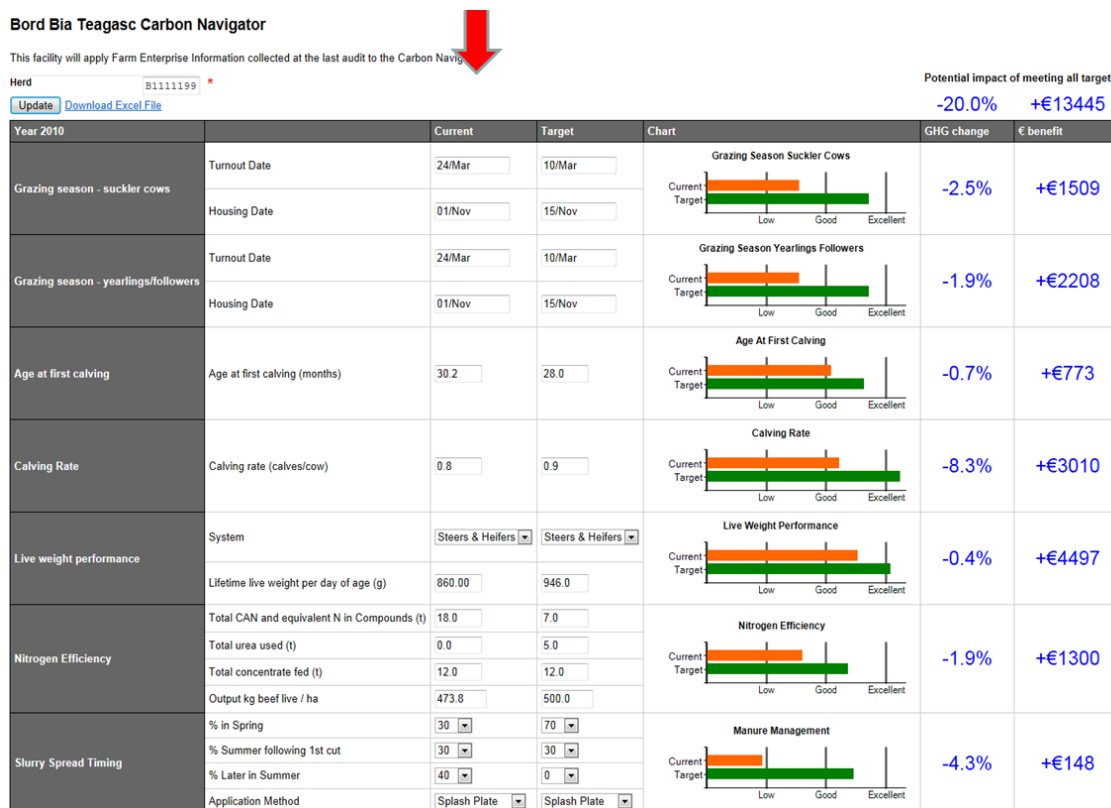 Bord Bia Teagasc Carbon Navigator
This facility will apply Farm Enterprise Information collected at the last audit to the Carbon
Herd B1111199 *
Potential impact of meeting all target
Update Download Excel File -20.0% +€13445
Year 2010 Current Target Chart GHG change € benefit
Grazing season - suckler cows
Turnout Date 24/Mar 10/Mar
Housing Date 01/Nov 15/Nov
Grazing Season Suckler Cows
Current
Target
Low Good Excellent
-2.5% +€1509
Grazing season - yearlings/followers
Turnout Date 24/Mar 10/Mar
Housing Date 01/Nov 15/Nov
Grazing Season Yearlings Followers
Current
Target
Low Good Excellent
-1.9% +€2208
Age at first calving
Age at first calving (months) 30.2 28.0
Age At First Calving
Current
Target
Low Good Excellent
-0.7% +€773
Calving Rate
Calving rate (calves/cow) 0.8 0.9
Calving Rate
Current
Target
Low Good Excellent
-8.3% +€3010
Live weight performance
System Steers & Heifers Steers & Heifers
Lifetime live weight per day of age (g) 860.00 946.0
Live Weight Performance
Current
Target
Low Good Excellent
-0.4% +€4497
Nitrogen Efficiency
Total CAN and equivalent N in Compounds (t) 18.0 7.0
Total urea used (t) 0.0 5.0
Total concentrate fed (t) 12.0 12.0
Output kg beef live / ha 473.8 500.0
Nitrogen Efficiency
Current
Target
Low Good Excellent
-1.9% +€1300
Slurry Spread Timing
% in Spring 30 70
% Summer following 1st cut 30 30
% Later in Summer 40 0
Application Method Splash Plate Splash Plate
Manure Management
Current
Target
Low Good Excellent
-4.3% +€148